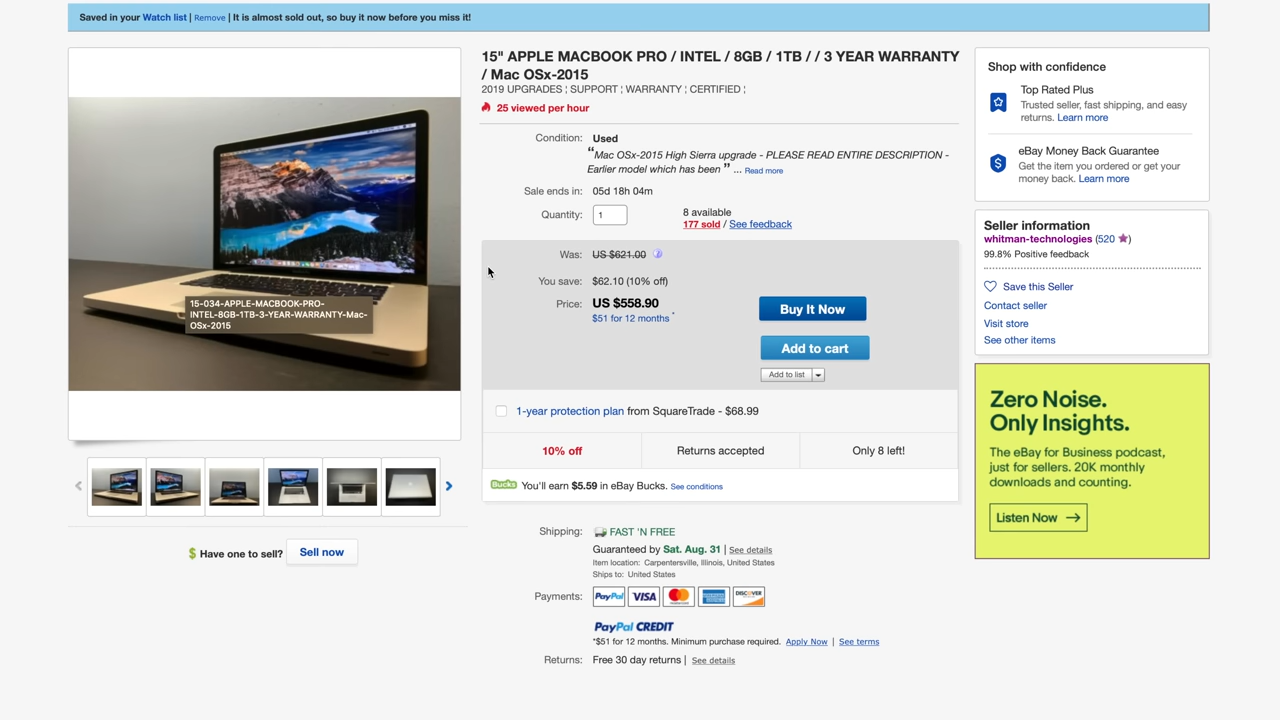 Saved in your Watch list | Remove | It is almost sold out, so buy it now before you miss it!
15" APPLE MACBOOK PRO / INTEL / 8GB / 1TB / / 3 YEAR WARRANTY
/ Mac OSx-2015
2019 UPGRADES ¦ SUPPORT ¦ WARRANTY ¦ CERTIFIED ¦
25 viewed per hour
Condition: Used
“Mac OSx-2015 High Sierra upgrade - PLEASE READ ENTIRE DESCRIPTION -
Earlier model which has been ” ... Read more
Sale ends in: 05d 18h 04m
Quantity: 1
8 available
177 sold / See feedback
Was: US $621.00
You save: $62.10 (10% off)
Price: US $558.90
$51 for 12 months *
Buy It Now
Add to cart
Add to list
1-year protection plan from SquareTrade - $68.99
10% off
Returns accepted
Only 8 left!
Bucks You'll earn $5.59 in eBay Bucks. See conditions
Shipping: FAST 'N FREE
Guaranteed by Sat. Aug. 31 | See details
Item location: Carpentersville, Illinois, United States
Ships to: United States
Payments: PayPal VISA MasterCard AMERICAN EXPRESS DISCOVER
PayPal CREDIT
*$51 for 12 months. Minimum purchase required. Apply Now | See terms
Returns: Free 30 day returns | See details
15-034-APPLE-MACBOOK-PRO-
INTEL-8GB-1TB-3-YEAR-WARRANTY-Mac-
OSx-2015
$ Have one to sell? Sell now
Shop with confidence
Top Rated Plus
Trusted seller, fast shipping, and easy
returns. Learn more
eBay Money Back Guarantee
Get the item you ordered or get your
money back. Learn more
Seller information
whitman-technologies (520 ★)
99.8% Positive feedback
Save this Seller
Contact seller
Visit store
See other items
Zero Noise.
Only Insights.
The eBay for Business podcast,
just for sellers. 20K monthly
downloads and counting.
Listen Now →